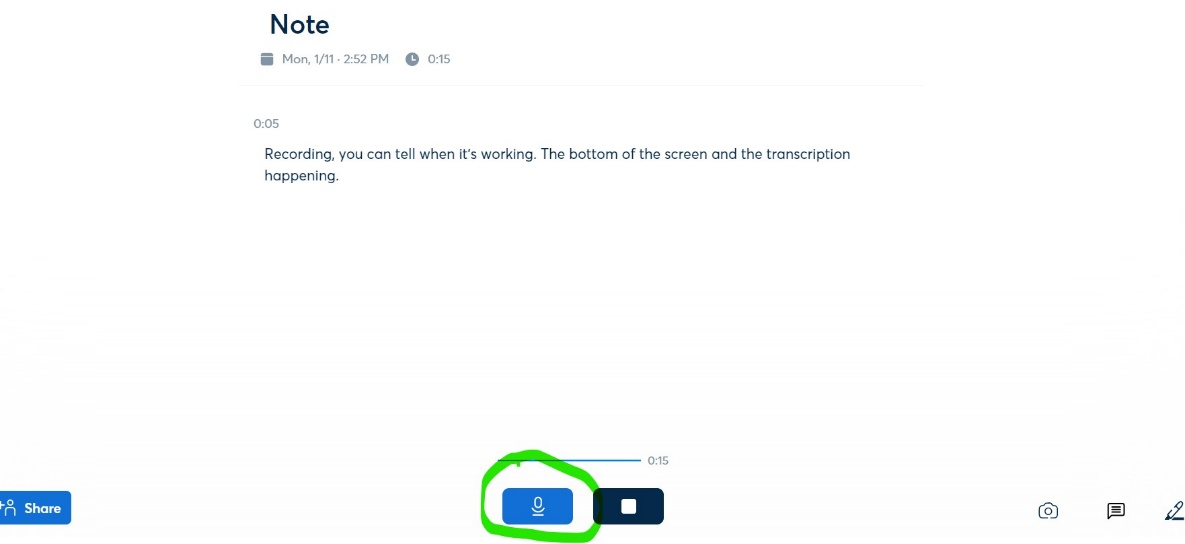 Note
Mon, 1/11 · 2:52 PM 0:15
0:05
Recording, you can tell when it's working. The bottom of the screen and the transcription
happening.
0:15
Share